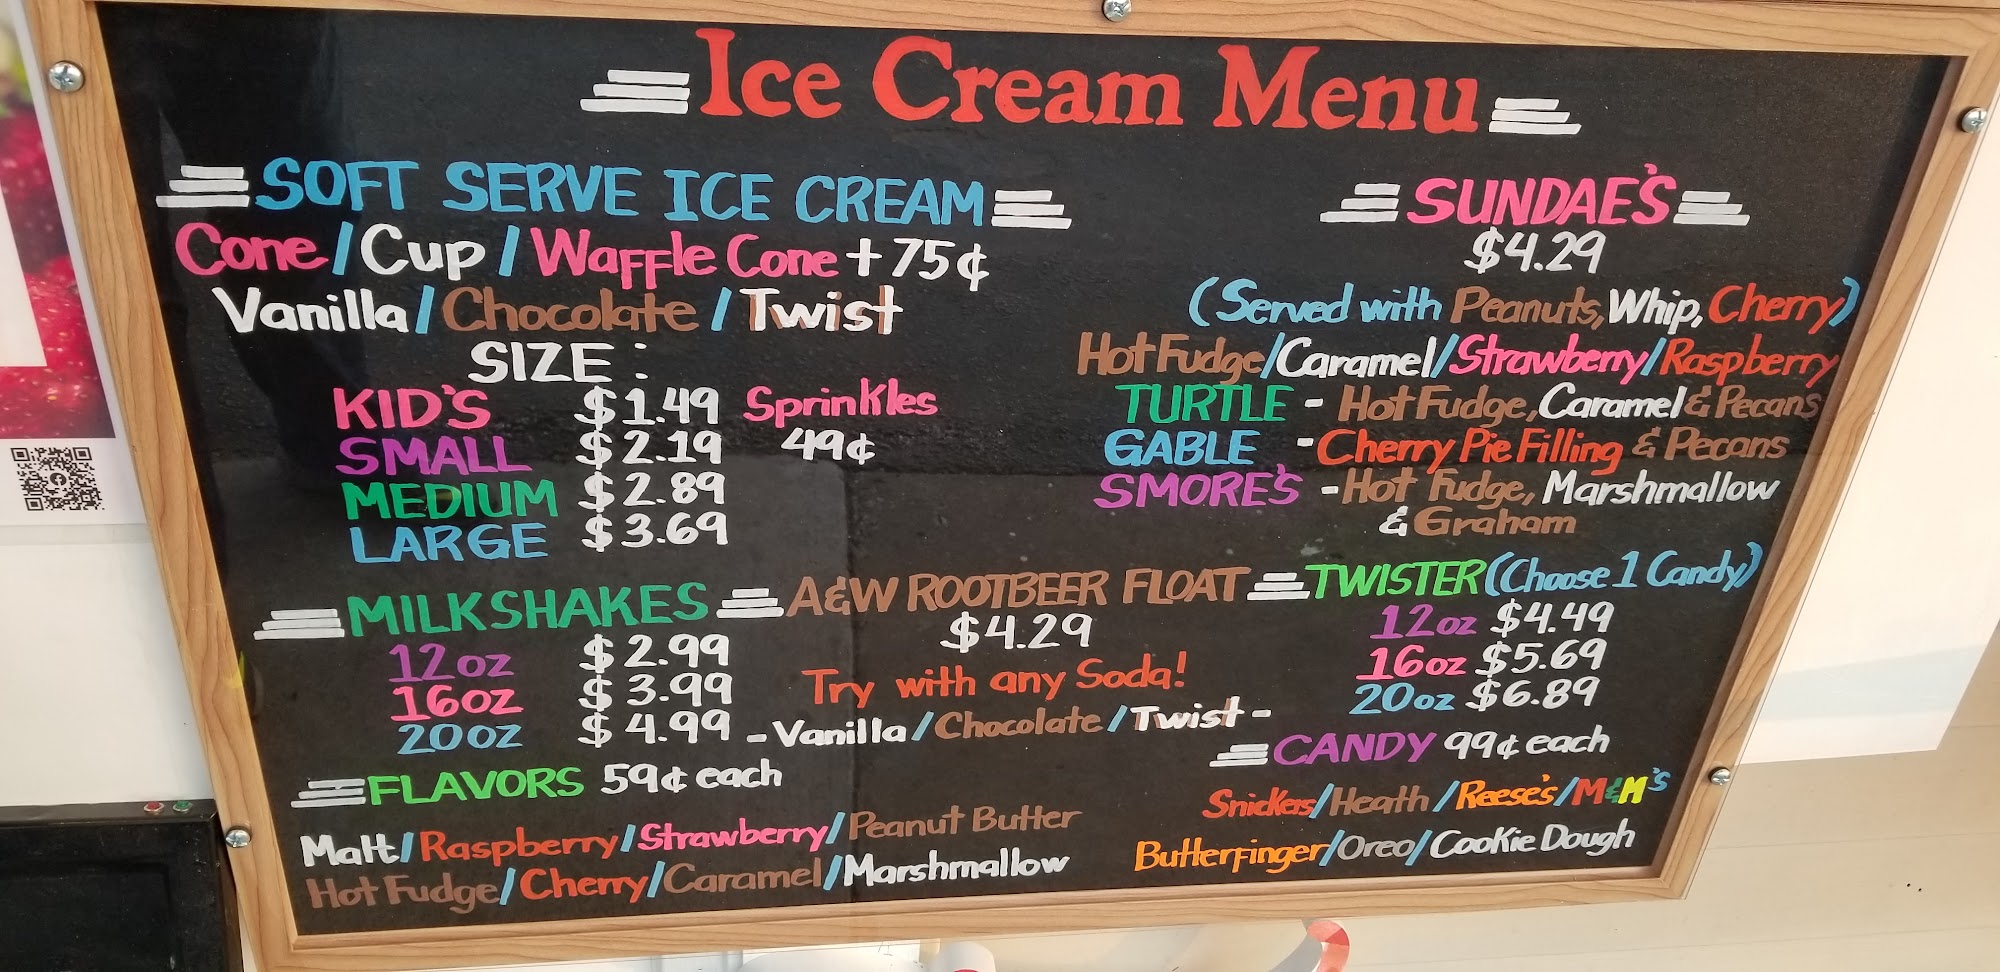 Ice Cream Menu
SOFT SERVE ICE CREAM
Cone / Cup / Waffle Cone + 75¢
Vanilla / Chocolate / Twist
SIZE:
KID'S $1.49
SMALL $2.19
MEDIUM $2.89
LARGE $3.69
Sprinkles
49¢
SUNDAE'S
$4.29
(Served with Peanuts, Whip, Cherry)
Hot Fudge/Caramel/Strawberry/Raspberry
TURTLE - Hot Fudge, Caramel & Pecans
GABLE - Cherry Pie Filling & Pecans
SMORE'S - Hot Fudge, Marshmallow
& Graham
MILKSHAKES
12oz $2.99
16oz $3.99
20oz $4.99
A&W ROOTBEER FLOAT
$4.29
Try with any Soda!
- Vanilla / Chocolate / Twist -
TWISTER (Choose 1 Candy)
12oz $4.49
16oz $5.69
20oz $6.89
FLAVORS 59¢ each
Malt/Raspberry/Strawberry/Peanut Butter
Hot Fudge/Cherry/Caramel/Marshmallow
CANDY 99¢ each
Snickers/Heath/Reese's/M&M's
Butterfinger/Oreo/Cookie Dough